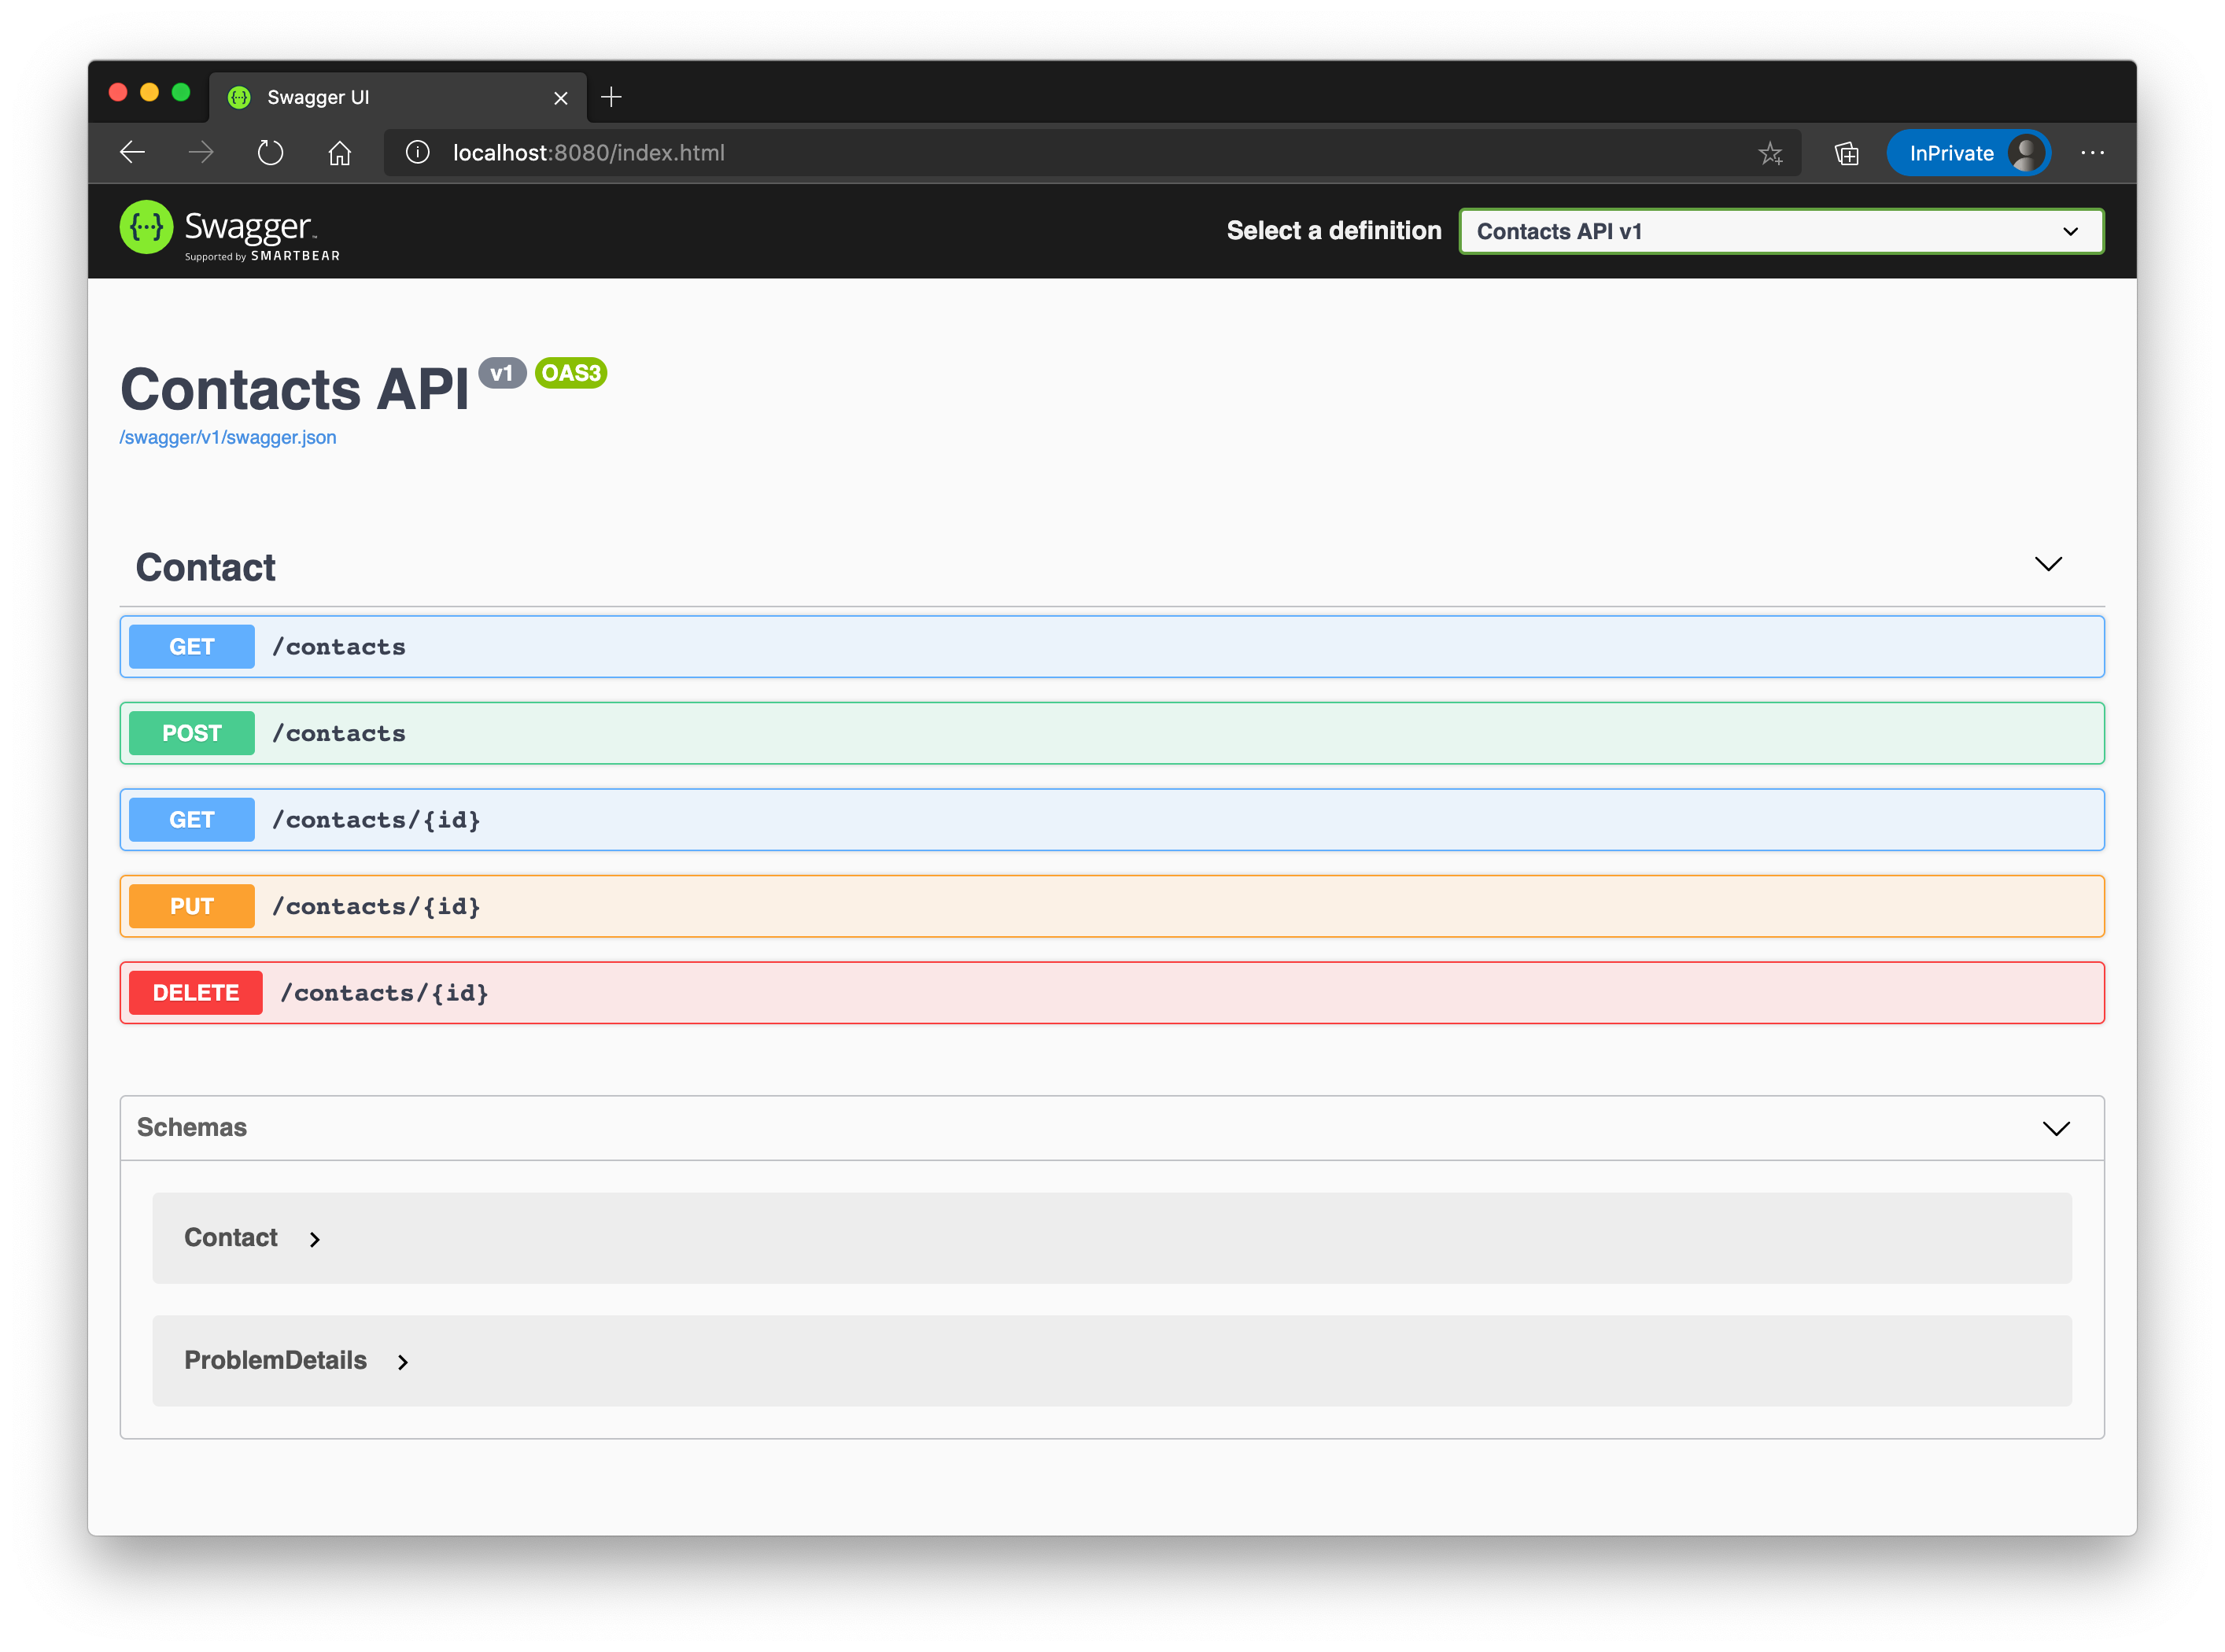 Swagger UI
localhost:8080/index.html
InPrivate
Swagger
Supported by SMARTBEAR
Select a definition
Contacts API v1
Contacts API v1 OAS3
/swagger/v1/swagger.json
Contact
GET /contacts
POST /contacts
GET /contacts/{id}
PUT /contacts/{id}
DELETE /contacts/{id}
Schemas
Contact
ProblemDetails